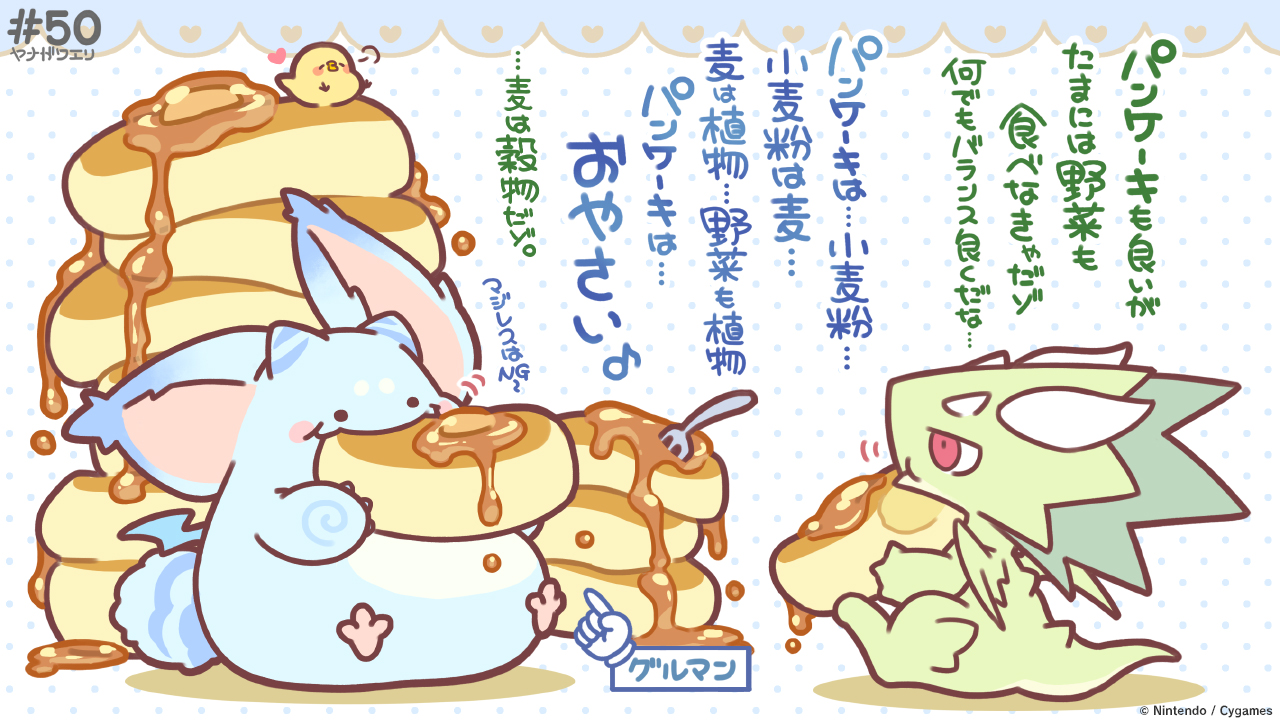 #50
ヤナガワエリ
パンケーキも良いが
たまには野菜も
食べなきゃだゾ
何でもバランス良くだな…
パンケーキは…小麦粉…
小麦粉は麦…
麦は植物…野菜も植物
パンケーキは…
おやさい♪
…麦は穀物だゾ。
マジレスはNG~
グルマン
© Nintendo / Cygames